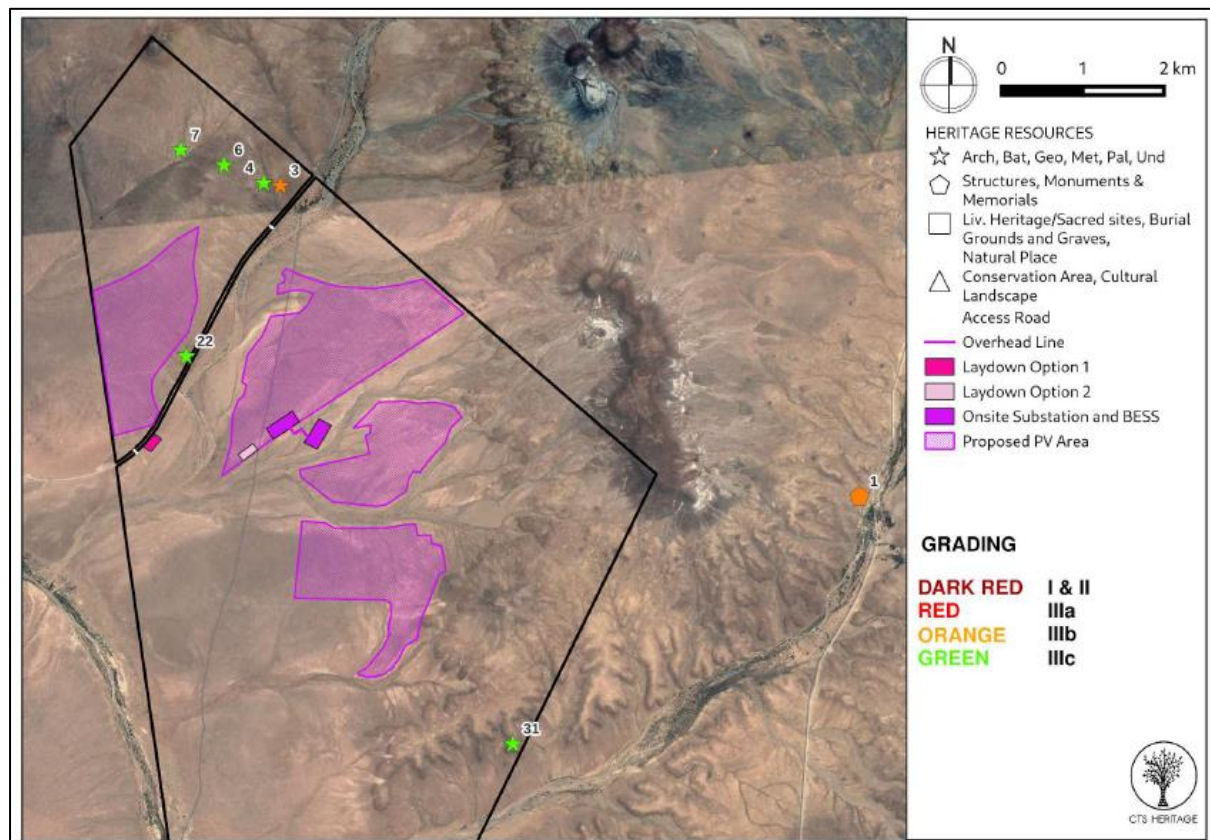 7
6
4
3
22
1
31
N
0 1 2 km
HERITAGE RESOURCES
Arch, Bat, Geo, Met, Pal, Und
Structures, Monuments &
Memorials
Liv. Heritage/Sacred sites, Burial
Grounds and Graves,
Natural Place
Conservation Area, Cultural
Landscape
Access Road
Overhead Line
Laydown Option 1
Laydown Option 2
Onsite Substation and BESS
Proposed PV Area
GRADING
DARK RED I & II
RED IIIa
ORANGE IIIb
GREEN IIIc
CTS HERITAGE